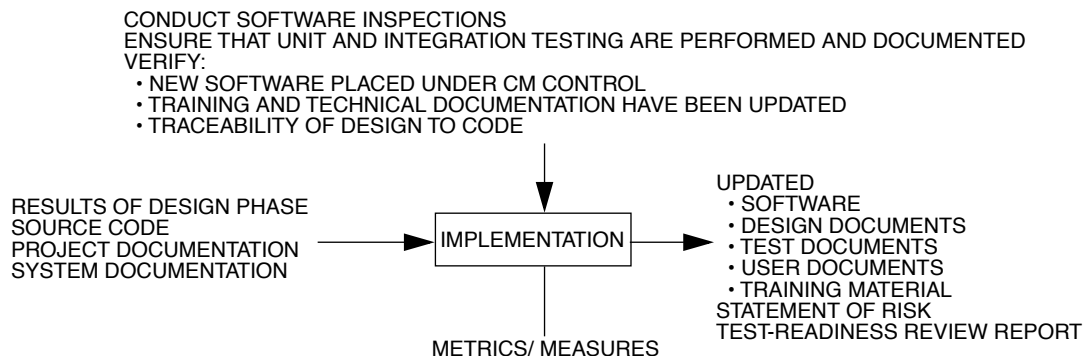 CONDUCT SOFTWARE INSPECTIONS
ENSURE THAT UNIT AND INTEGRATION TESTING ARE PERFORMED AND DOCUMENTED
VERIFY:
• NEW SOFTWARE PLACED UNDER CM CONTROL
• TRAINING AND TECHNICAL DOCUMENTATION HAVE BEEN UPDATED
• TRACEABILITY OF DESIGN TO CODE
RESULTS OF DESIGN PHASE
SOURCE CODE
PROJECT DOCUMENTATION
SYSTEM DOCUMENTATION
IMPLEMENTATION
UPDATED
• SOFTWARE
• DESIGN DOCUMENTS
• TEST DOCUMENTS
• USER DOCUMENTS
• TRAINING MATERIAL
STATEMENT OF RISK
TEST-READINESS REVIEW REPORT
METRICS/ MEASURES